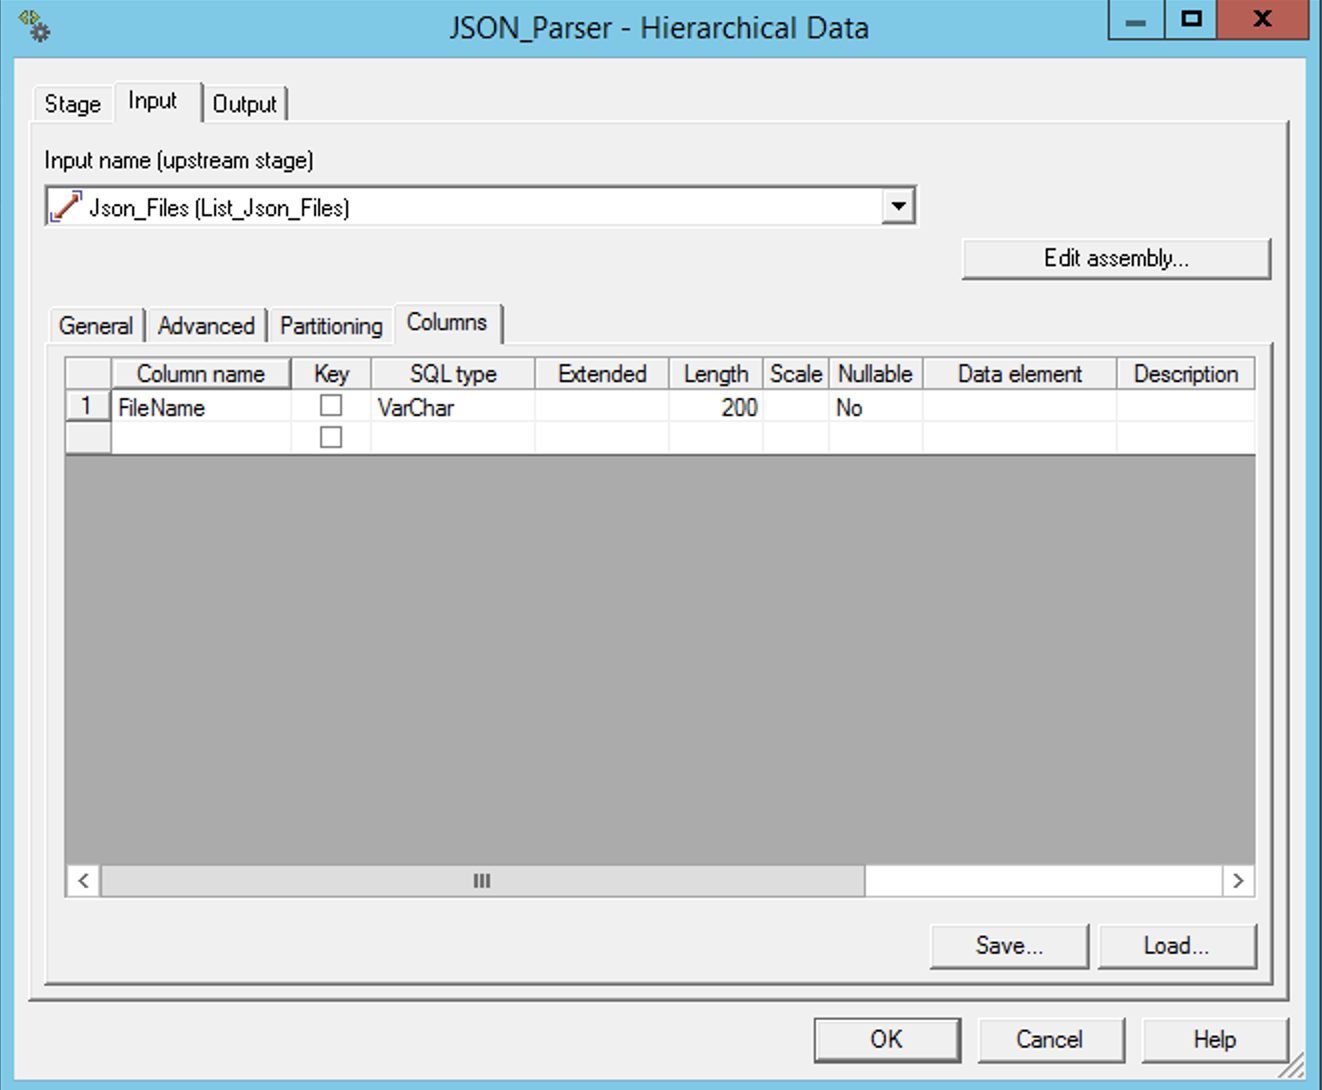 JSON_Parser - Hierarchical Data
Stage Input Output
Input name (upstream stage)
Json_Files (List_Json_Files)
Edit assembly...
General Advanced Partitioning Columns
Column name Key SQL type Extended Length Scale Nullable Data element Description
1 FileName VarChar 200 No
Save... Load...
OK Cancel Help